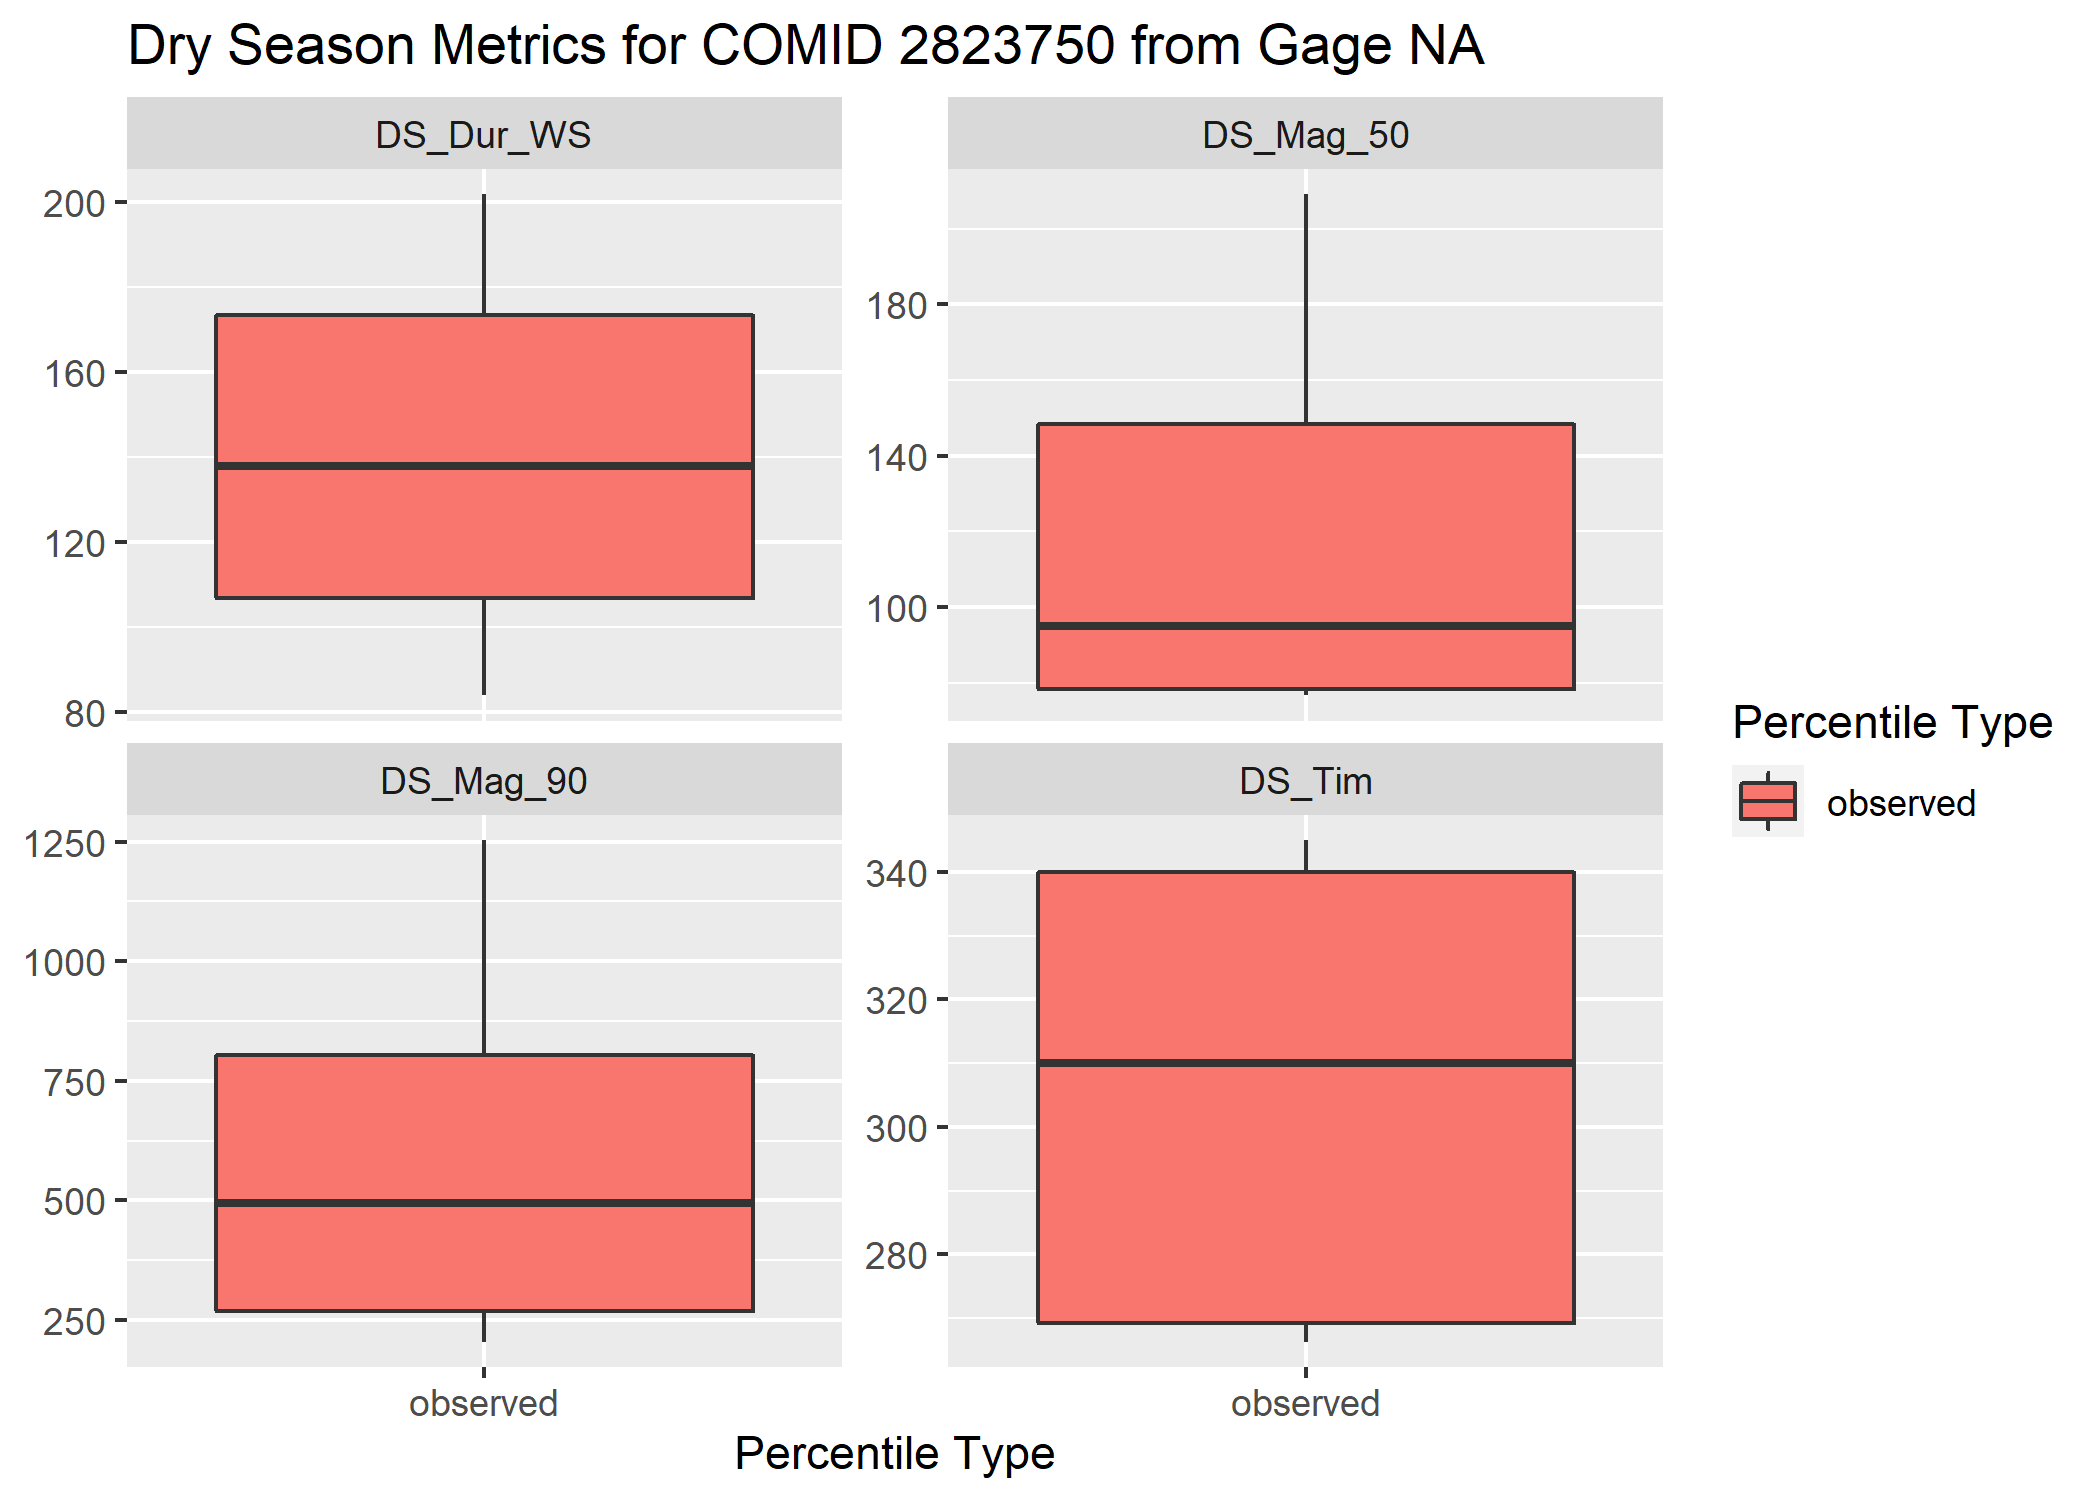 Dry Season Metrics for COMID 2823750 from Gage NA
DS_Dur_WS
200
160
120
80
DS_Mag_50
180
140
100
DS_Mag_90
1250
1000
750
500
250
observed
DS_Tim
340
320
300
280
observed
Percentile Type
Percentile Type
observed